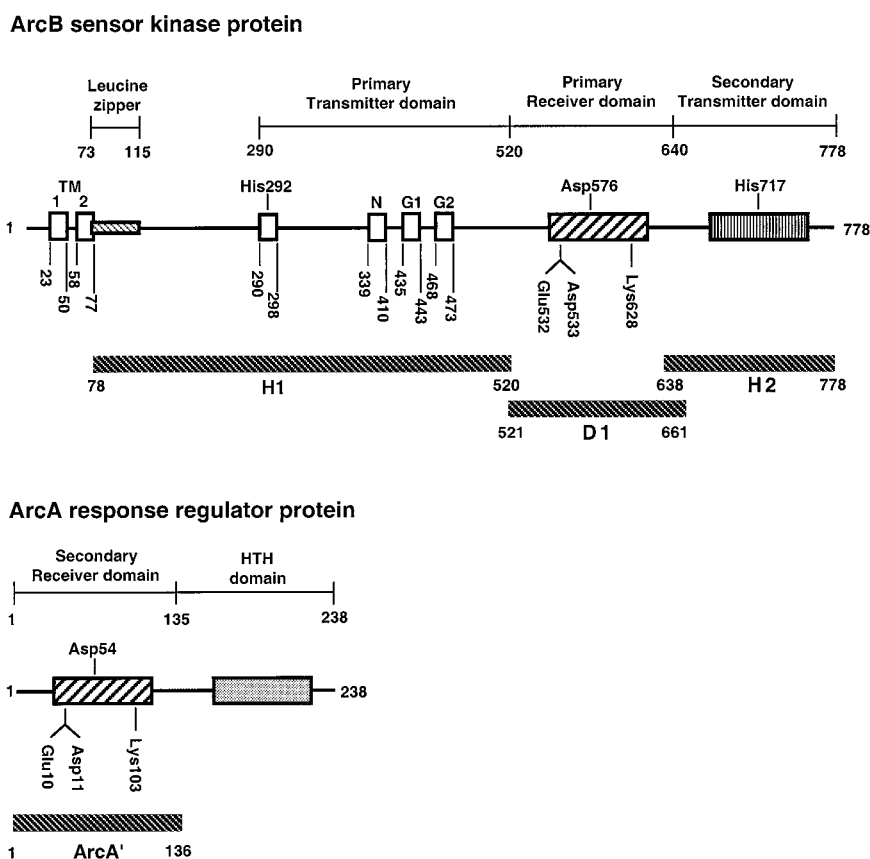 ArcB sensor kinase protein
Leucine
zipper
Primary
Transmitter domain
Primary
Receiver domain
Secondary
Transmitter domain
73 115
290 520 640 778
TM
1 2
His292
N G1 G2
Asp576
His717
1
778
23 50 58 77 290 298 339 410 435 443 468 473
Glu532 Asp533 Lys628
78 H1 520
638 H2 778
521 D1 661
ArcA response regulator protein
Secondary
Receiver domain
HTH
domain
1 135 238
Asp54
1
238
Glu10 Asp11 Lys103
1 ArcA' 136